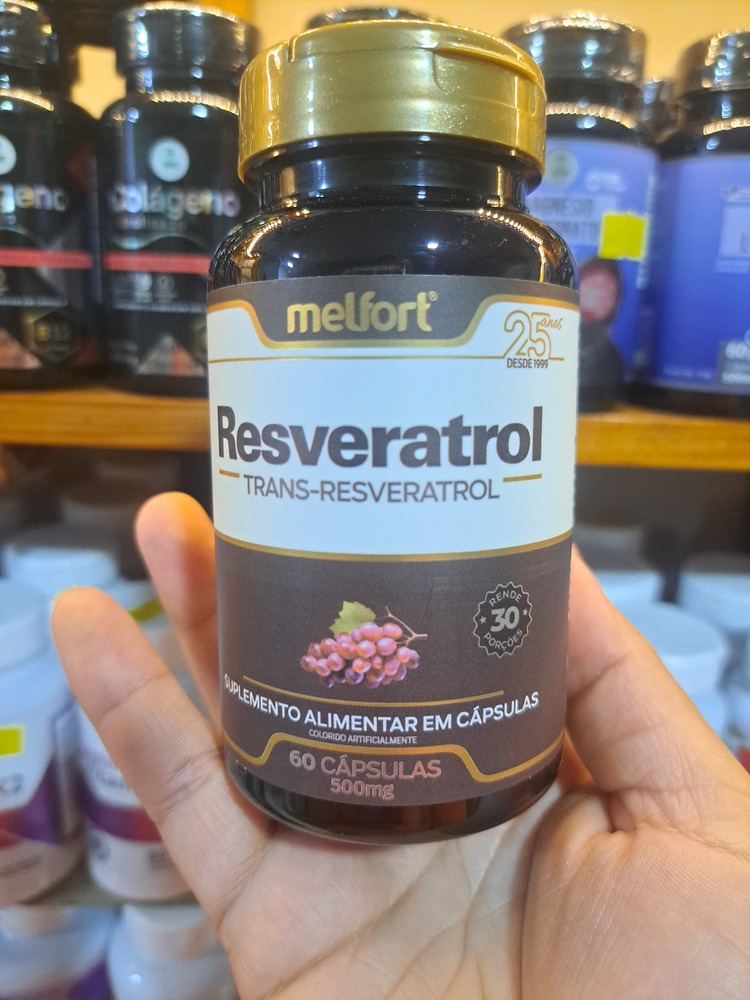 melfort®
25 anos
DESDE 1999
Resveratrol
TRANS-RESVERATROL
RENDE
30
PORÇÕES
SUPLEMENTO ALIMENTAR EM CÁPSULAS
COLORIDO ARTIFICIALMENTE
60 CÁPSULAS
500mg
Colágeno